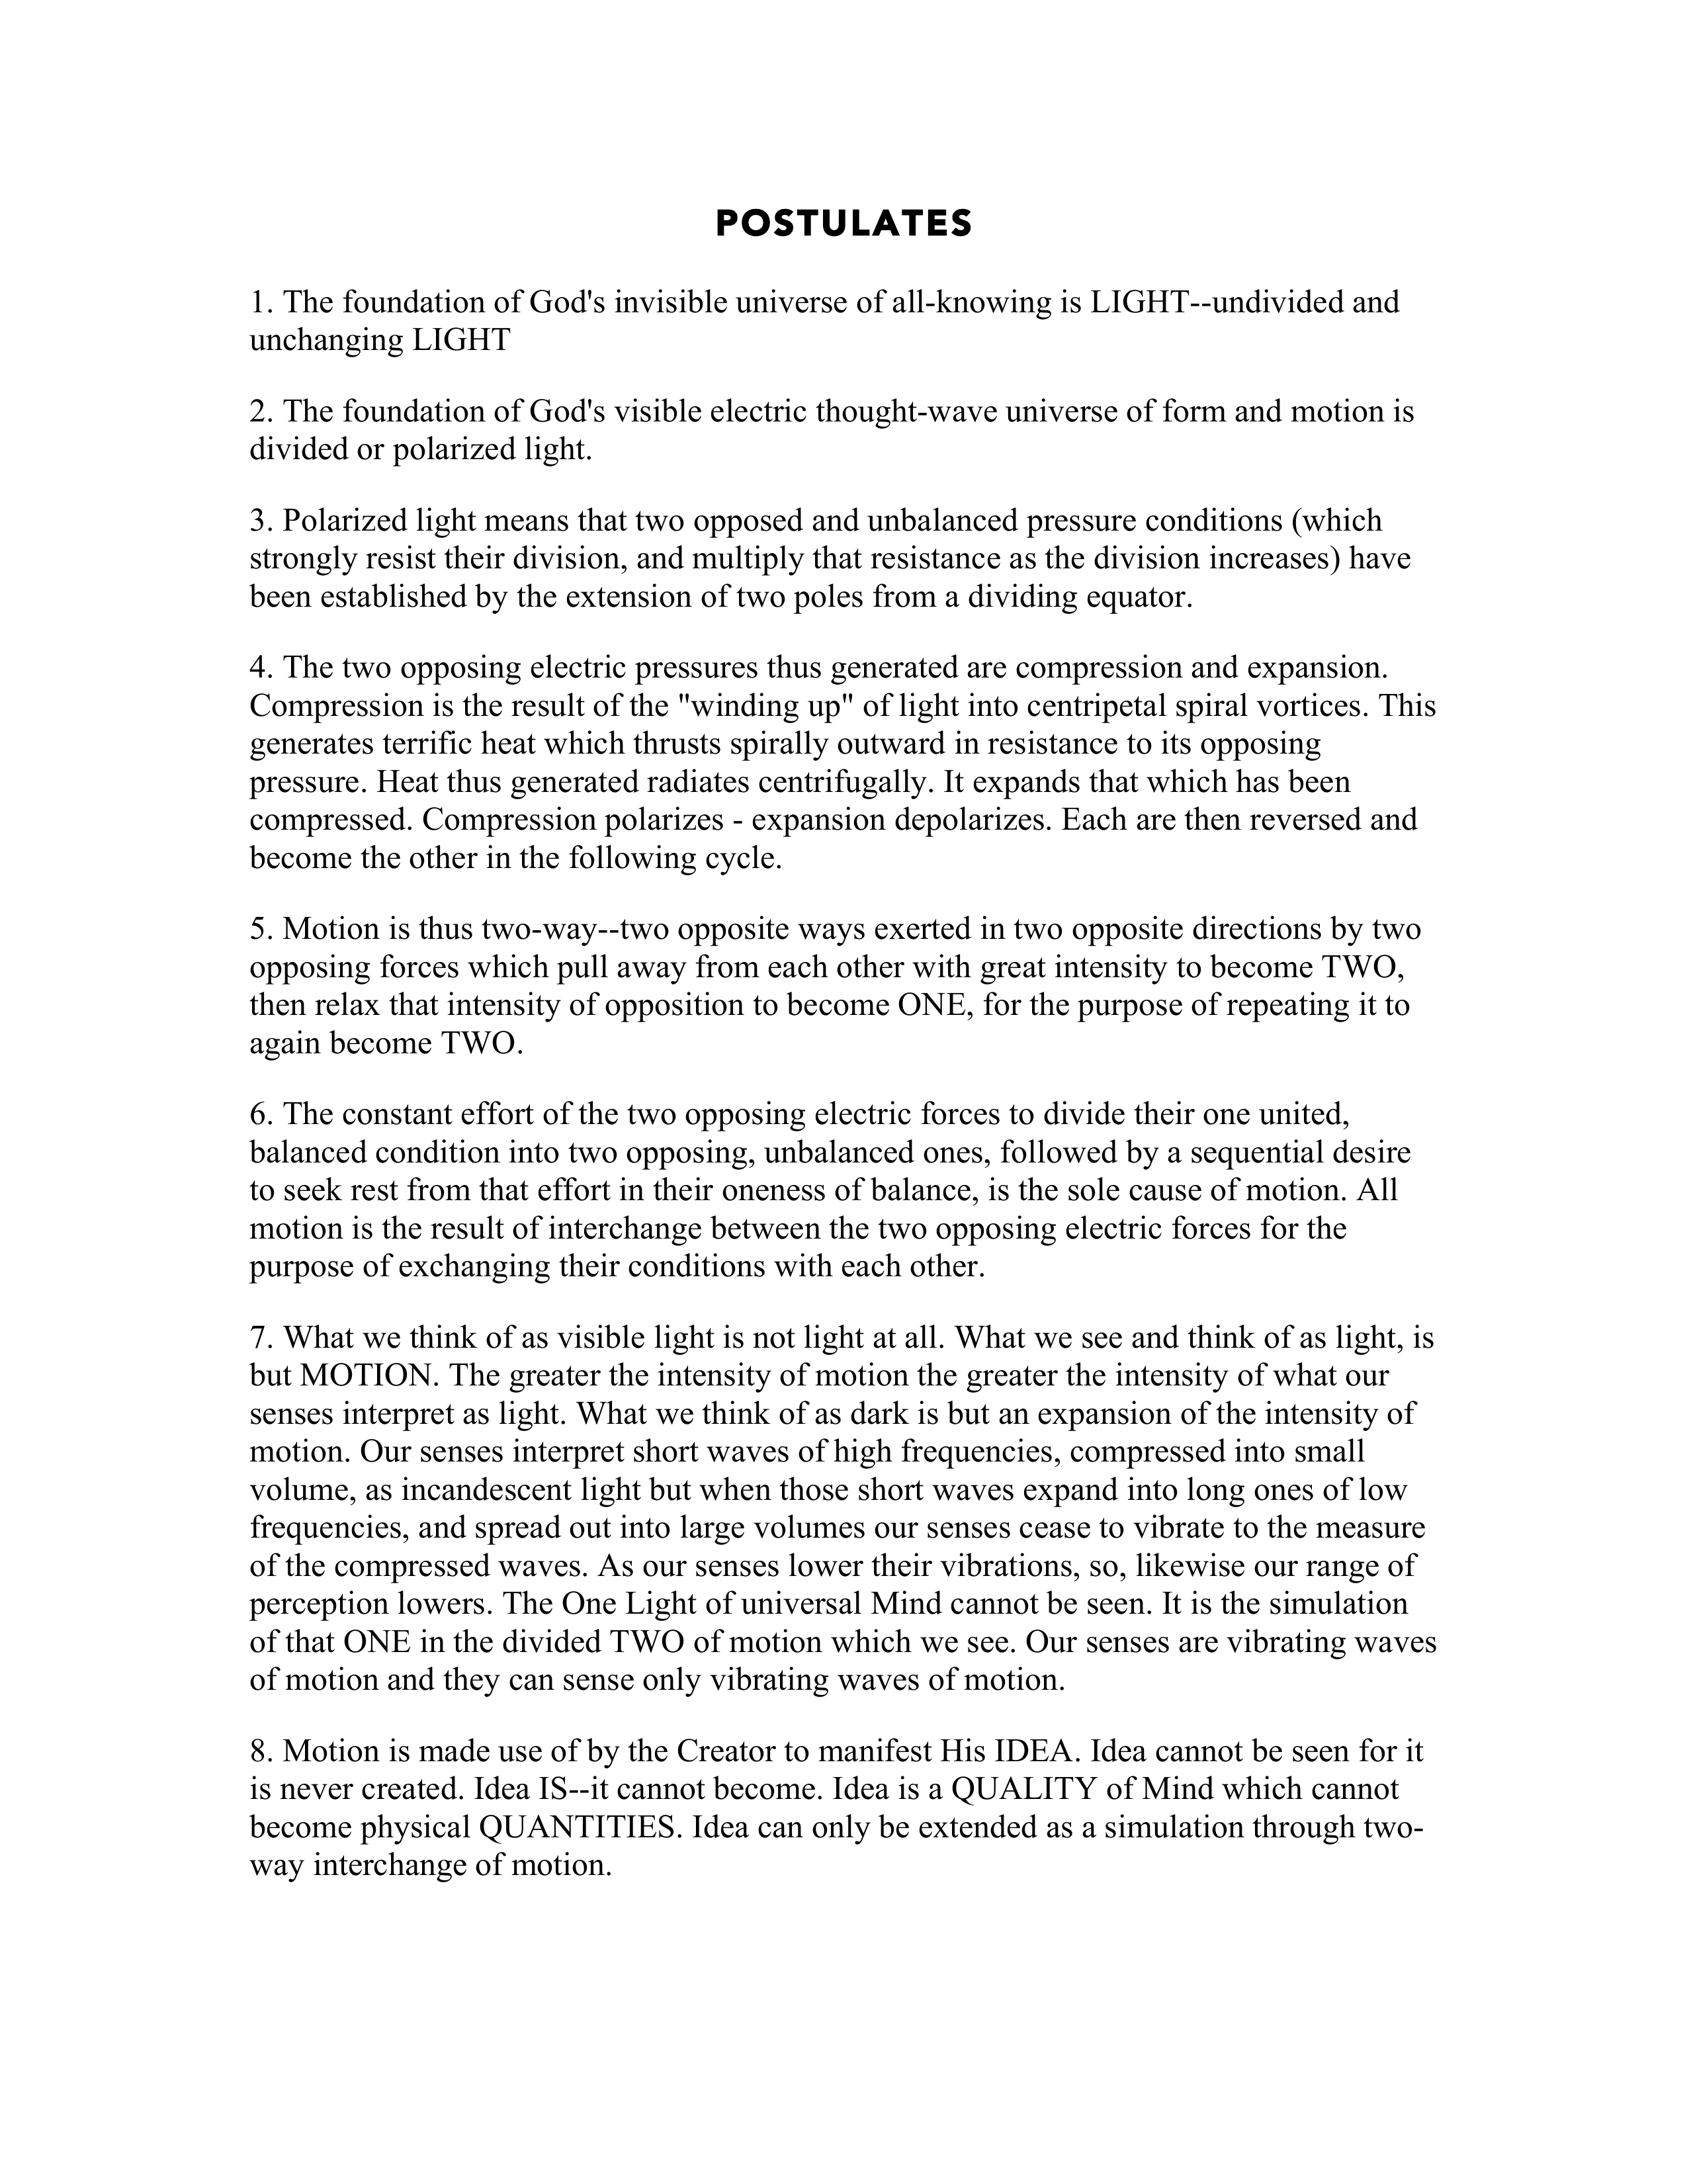 POSTULATES
1. The foundation of God's invisible universe of all-knowing is LIGHT--undivided and
unchanging LIGHT
2. The foundation of God's visible electric thought-wave universe of form and motion is
divided or polarized light.
3. Polarized light means that two opposed and unbalanced pressure conditions (which
strongly resist their division, and multiply that resistance as the division increases) have
been established by the extension of two poles from a dividing equator.
4. The two opposing electric pressures thus generated are compression and expansion.
Compression is the result of the "winding up" of light into centripetal spiral vortices. This
generates terrific heat which thrusts spirally outward in resistance to its opposing
pressure. Heat thus generated radiates centrifugally. It expands that which has been
compressed. Compression polarizes - expansion depolarizes. Each are then reversed and
become the other in the following cycle.
5. Motion is thus two-way--two opposite ways exerted in two opposite directions by two
opposing forces which pull away from each other with great intensity to become TWO,
then relax that intensity of opposition to become ONE, for the purpose of repeating it to
again become TWO.
6. The constant effort of the two opposing electric forces to divide their one united,
balanced condition into two opposing, unbalanced ones, followed by a sequential desire
to seek rest from that effort in their oneness of balance, is the sole cause of motion. All
motion is the result of interchange between the two opposing electric forces for the
purpose of exchanging their conditions with each other.
7. What we think of as visible light is not light at all. What we see and think of as light, is
but MOTION. The greater the intensity of motion the greater the intensity of what our
senses interpret as light. What we think of as dark is but an expansion of the intensity of
motion. Our senses interpret short waves of high frequencies, compressed into small
volume, as incandescent light but when those short waves expand into long ones of low
frequencies, and spread out into large volumes our senses cease to vibrate to the measure
of the compressed waves. As our senses lower their vibrations, so, likewise our range of
perception lowers. The One Light of universal Mind cannot be seen. It is the simulation
of that ONE in the divided TWO of motion which we see. Our senses are vibrating waves
of motion and they can sense only vibrating waves of motion.
8. Motion is made use of by the Creator to manifest His IDEA. Idea cannot be seen for it
is never created. Idea IS--it cannot become. Idea is a QUALITY of Mind which cannot
become physical QUANTITIES. Idea can only be extended as a simulation through two-
way interchange of motion.